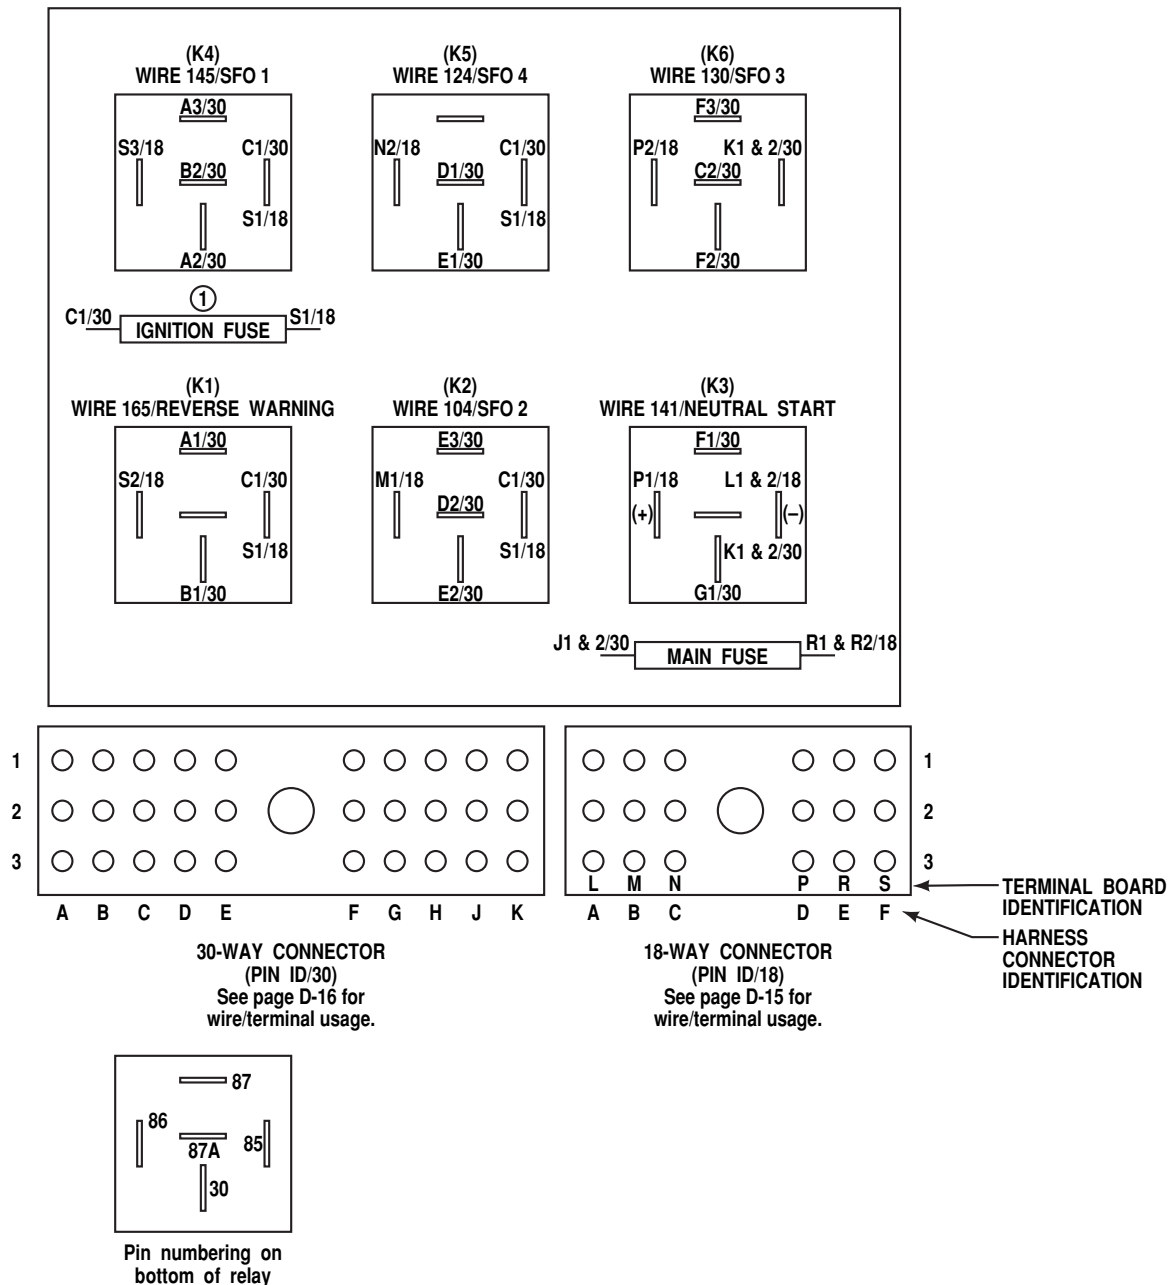 (K4)
WIRE 145/SFO 1
A3/30
S3/18
C1/30
B2/30
S1/18
A2/30
(K5)
WIRE 124/SFO 4
N2/18
C1/30
D1/30
S1/18
E1/30
(K6)
WIRE 130/SFO 3
F3/30
P2/18
K1 & 2/30
C2/30
F2/30
1
C1/30
IGNITION FUSE
S1/18
(K1)
WIRE 165/REVERSE WARNING
A1/30
S2/18
C1/30
S1/18
B1/30
(K2)
WIRE 104/SFO 2
E3/30
M1/18
C1/30
D2/30
S1/18
E2/30
(K3)
WIRE 141/NEUTRAL START
F1/30
P1/18
L1 & 2/18
(+)
(–)
K1 & 2/30
G1/30
J1 & 2/30
MAIN FUSE
R1 & R2/18
1
2
3
A B C D E F G H J K
30-WAY CONNECTOR
(PIN ID/30)
See page D-16 for
wire/terminal usage.
1
2
3
L M N P R S
A B C D E F
TERMINAL BOARD
IDENTIFICATION
HARNESS
CONNECTOR
IDENTIFICATION
18-WAY CONNECTOR
(PIN ID/18)
See page D-15 for
wire/terminal usage.
87
86
87A
85
30
Pin numbering on
bottom of relay